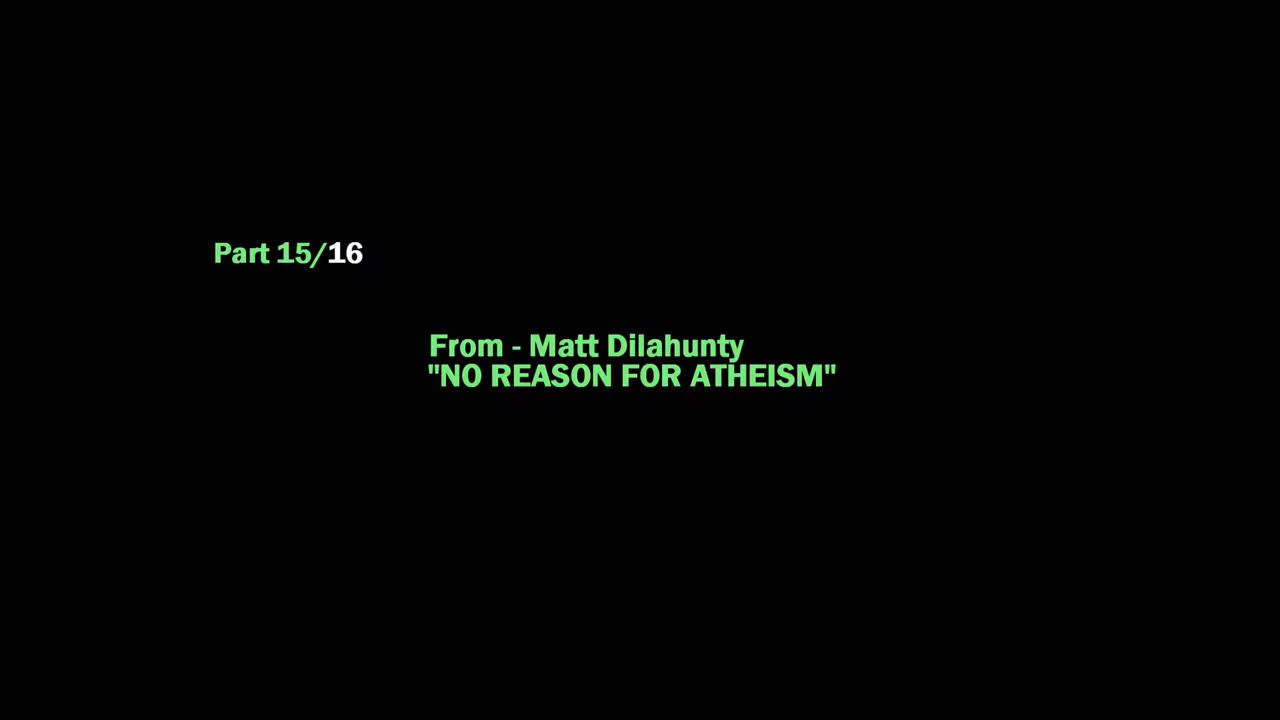 Part 15/16
From - Matt Dilahunty
"NO REASON FOR ATHEISM"